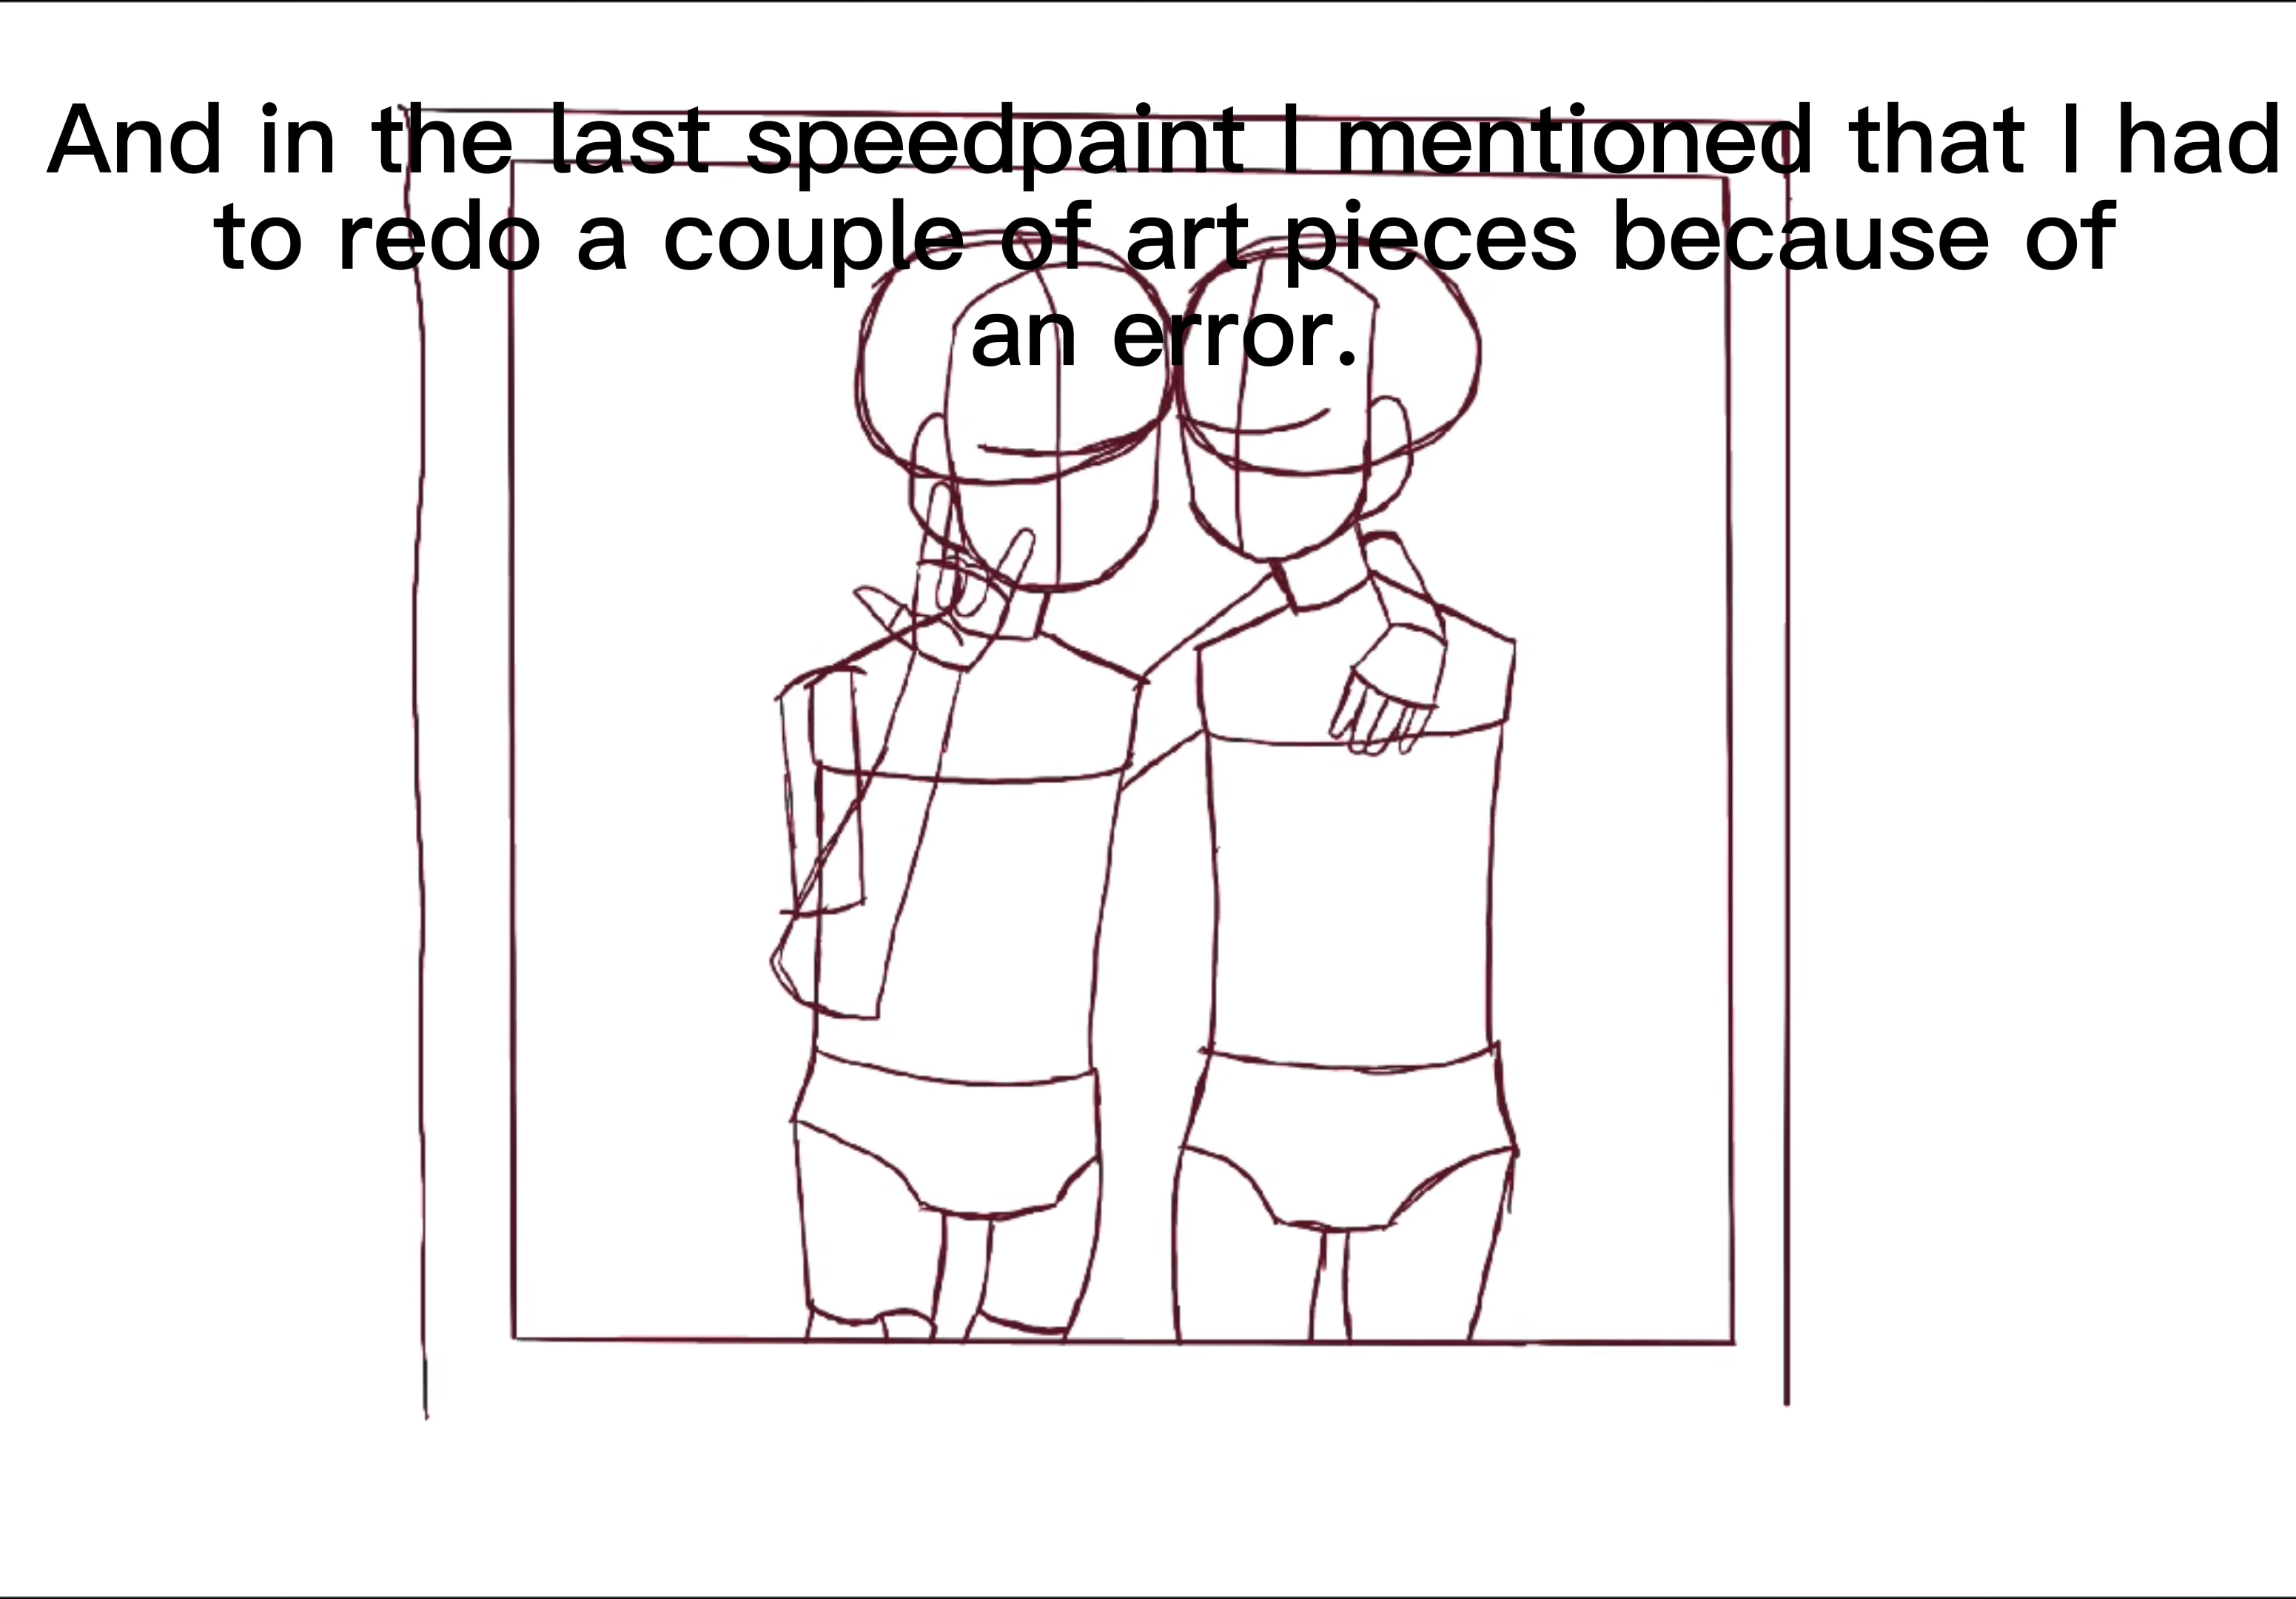 And in the last speedpaint I mentioned that I had
to redo a couple of art pieces because of
an error.